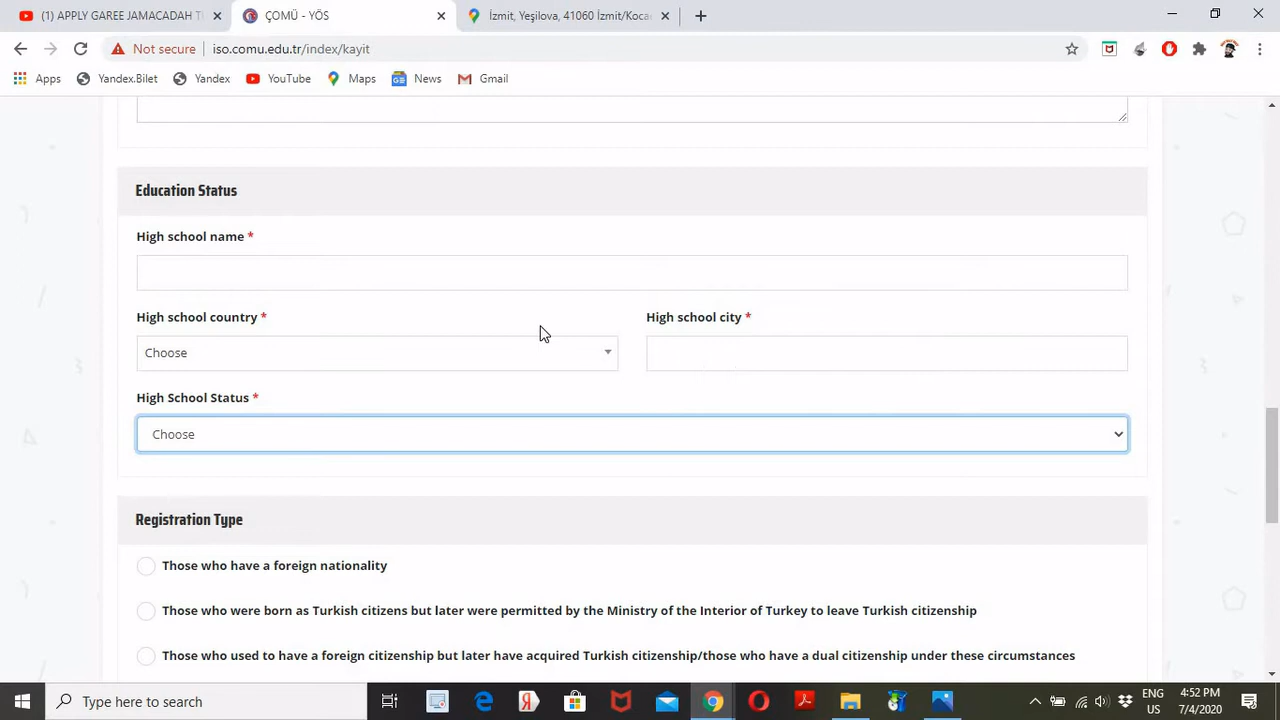 (1) APPLY GAREE JAMACADAH T
ÇOMÜ - YÖS
İzmit, Yeşilova, 41060 İzmit/Koca
Not secure
iso.comu.edu.tr/index/kayit
Apps
Yandex.Bilet
Yandex
YouTube
Maps
News
Gmail
Education Status
High school name *
High school country *
High school city *
Choose
High School Status *
Choose
Registration Type
Those who have a foreign nationality
Those who were born as Turkish citizens but later were permitted by the Ministry of the Interior of Turkey to leave Turkish citizenship
Those who used to have a foreign citizenship but later have acquired Turkish citizenship/those who have a dual citizenship under these circumstances
Type here to search
ENG
US
4:52 PM
7/4/2020